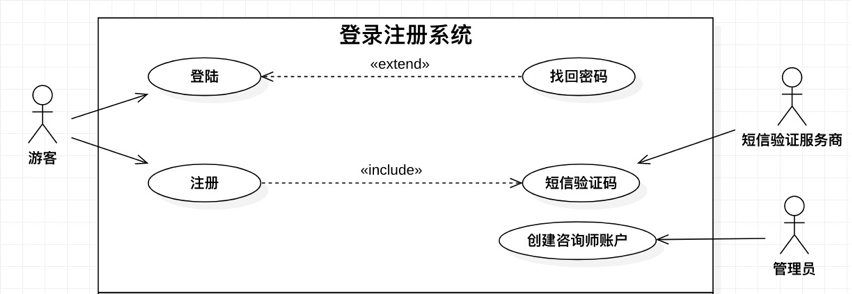 登录注册系统
登陆
«extend»
找回密码
游客
短信验证服务商
注册
«include»
短信验证码
创建咨询师账户
管理员